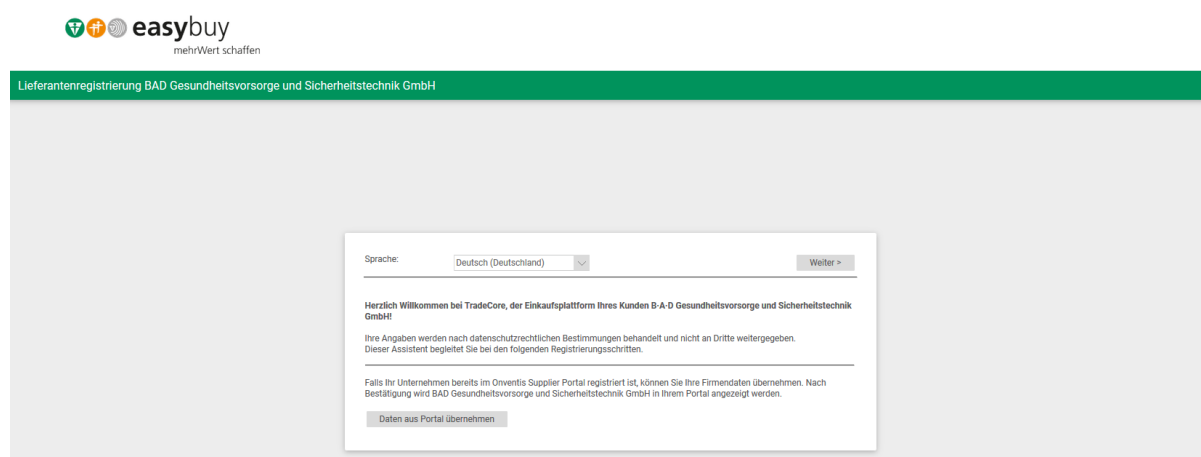 easybuy
mehrWert schaffen
Lieferantenregistrierung BAD Gesundheitsvorsorge und Sicherheitstechnik GmbH
Sprache:
Deutsch (Deutschland)
Weiter >
Herzlich Willkommen bei TradeCore, der Einkaufsplattform Ihres Kunden B·A·D Gesundheitsvorsorge und Sicherheitstechnik
GmbH!
Ihre Angaben werden nach datenschutzrechtlichen Bestimmungen behandelt und nicht an Dritte weitergegeben.
Dieser Assistent begleitet Sie bei den folgenden Registrierungsschritten.
Falls Ihr Unternehmen bereits im Onventis Supplier Portal registriert ist, können Sie Ihre Firmendaten übernehmen. Nach
Bestätigung wird BAD Gesundheitsvorsorge und Sicherheitstechnik GmbH in Ihrem Portal angezeigt werden.
Daten aus Portal übernehmen